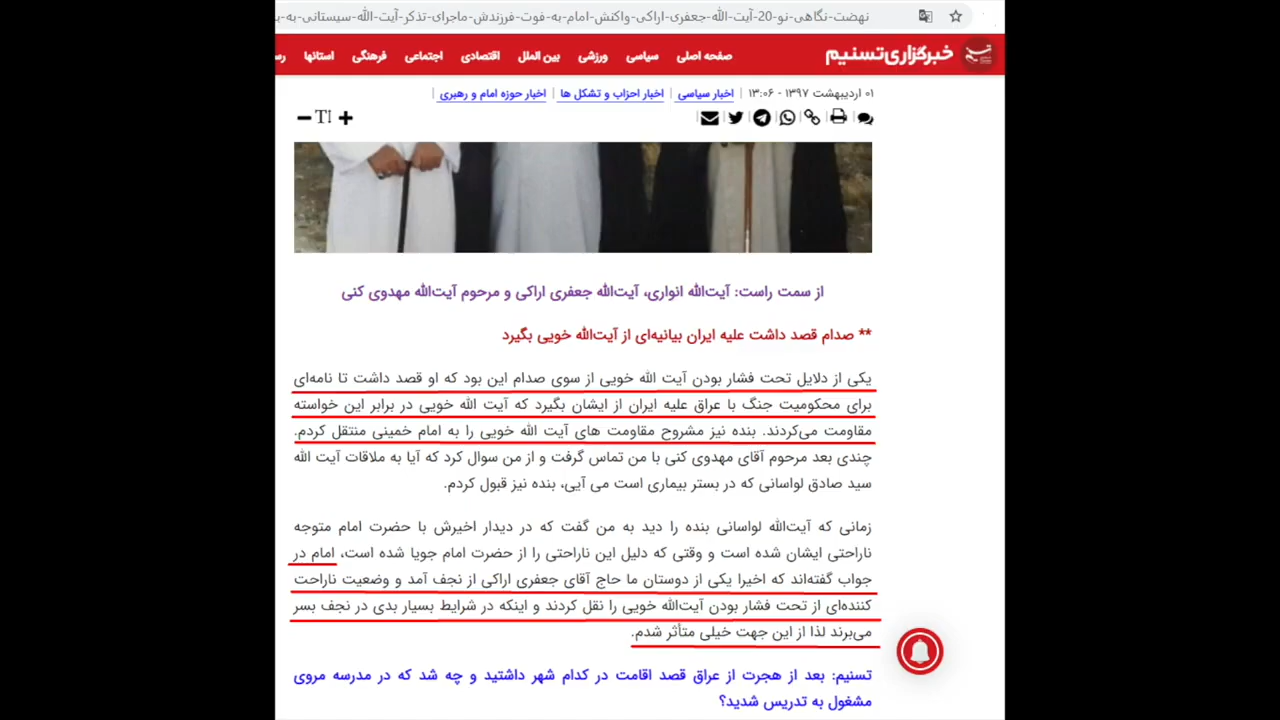 نهضت-نگاهی-نو-20-آیت-الله-جعفری-اراکی-واکنش-امام-به-فوت-فرزندش-ماجرای-تذکر-آیت-الله-سیستانی-به-
خبرگزاری تسنیم
صفحه اصلی سیاسی ورزشی بین الملل اقتصادی اجتماعی فرهنگی استانها
۰۱ اردیبهشت ۱۳۹۷ - ۱۳:۰۶ | اخبار سیاسی | اخبار احزاب و تشکل ها | اخبار حوزه امام و رهبری |
از سمت راست: آیت‌الله انواری، آیت‌الله جعفری اراکی و مرحوم آیت‌الله مهدوی کنی
** صدام قصد داشت علیه ایران بیانیه‌ای از آیت‌الله خویی بگیرد
یکی از دلایل تحت فشار بودن آیت الله خویی از سوی صدام این بود که او قصد داشت تا نامه‌ای
برای محکومیت جنگ با عراق علیه ایران از ایشان بگیرد که آیت الله خویی در برابر این خواسته
مقاومت می‌کردند. بنده نیز مشروح مقاومت های آیت الله خویی را به امام خمینی منتقل کردم.
چندی بعد مرحوم آقای مهدوی کنی با من تماس گرفت و از من سوال کرد که آیا به ملاقات آیت الله
سید صادق لواسانی که در بستر بیماری است می آیی، بنده نیز قبول کردم.
زمانی که آیت‌الله لواسانی بنده را دید به من گفت که در دیدار اخیرش با حضرت امام متوجه
ناراحتی ایشان شده است و وقتی که دلیل این ناراحتی را از حضرت امام جویا شده است، امام در
جواب گفته‌اند که اخیرا یکی از دوستان ما حاج آقای جعفری اراکی از نجف آمد و وضعیت ناراحت
کننده‌ای از تحت فشار بودن آیت‌الله خویی را نقل کردند و اینکه در شرایط بسیار بدی در نجف بسر
می‌برند لذا از این جهت خیلی متأثر شدم.
تسنیم: بعد از هجرت از عراق قصد اقامت در کدام شهر داشتید و چه شد که در مدرسه مروی
مشغول به تدریس شدید؟